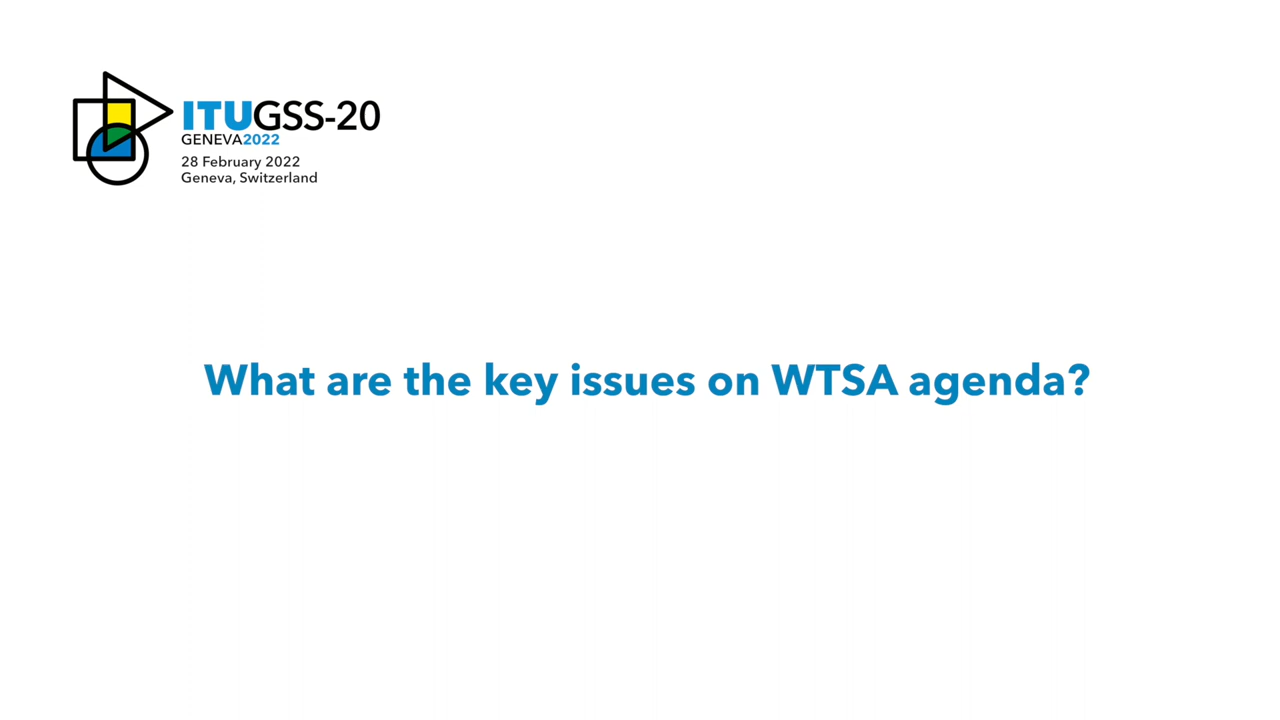 ITUGSS-20
GENEVA2022
28 February 2022
Geneva, Switzerland
What are the key issues on WTSA agenda?